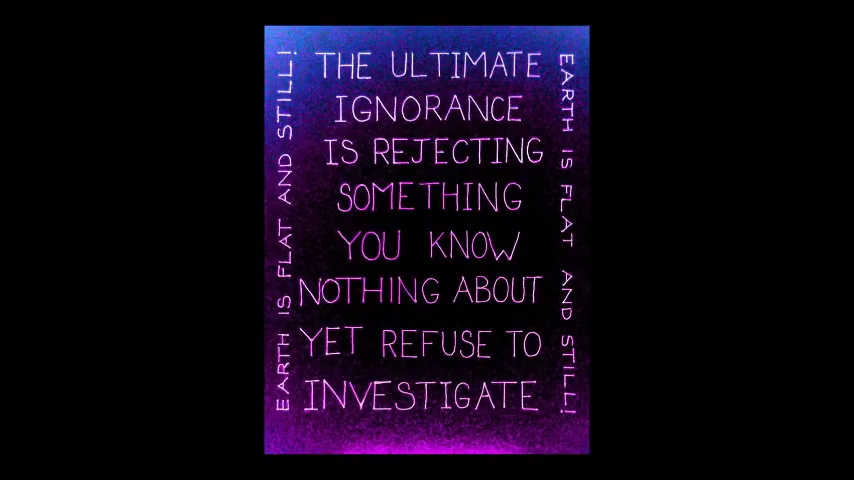 THE ULTIMATE
IGNORANCE
IS REJECTING
SOMETHING
YOU KNOW
NOTHING ABOUT
YET REFUSE TO
INVESTIGATE
EARTH IS FLAT AND STILL!
EARTH IS FLAT AND STILL!